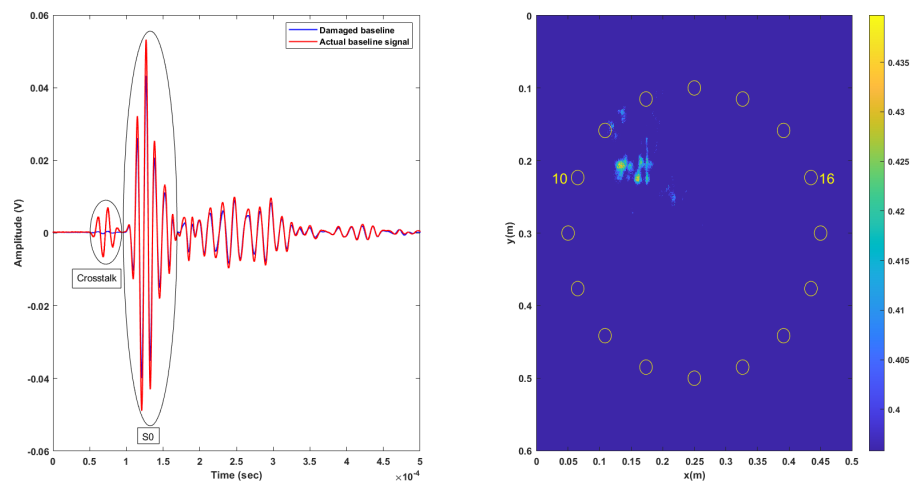 0.06
0.04
0.02
0
-0.02
-0.04
-0.06
Amplitude (V)
Damaged baseline
Actual baseline signal
Crosstalk
S0
0 0.5 1 1.5 2 2.5 3 3.5 4 4.5 5
Time (sec)
×10⁻⁴
0
0.1
0.2
0.3
0.4
0.5
0.6
y(m)
10
16
0 0.05 0.1 0.15 0.2 0.25 0.3 0.35 0.4 0.45 0.5
x(m)
0.435
0.43
0.425
0.42
0.415
0.41
0.405
0.4